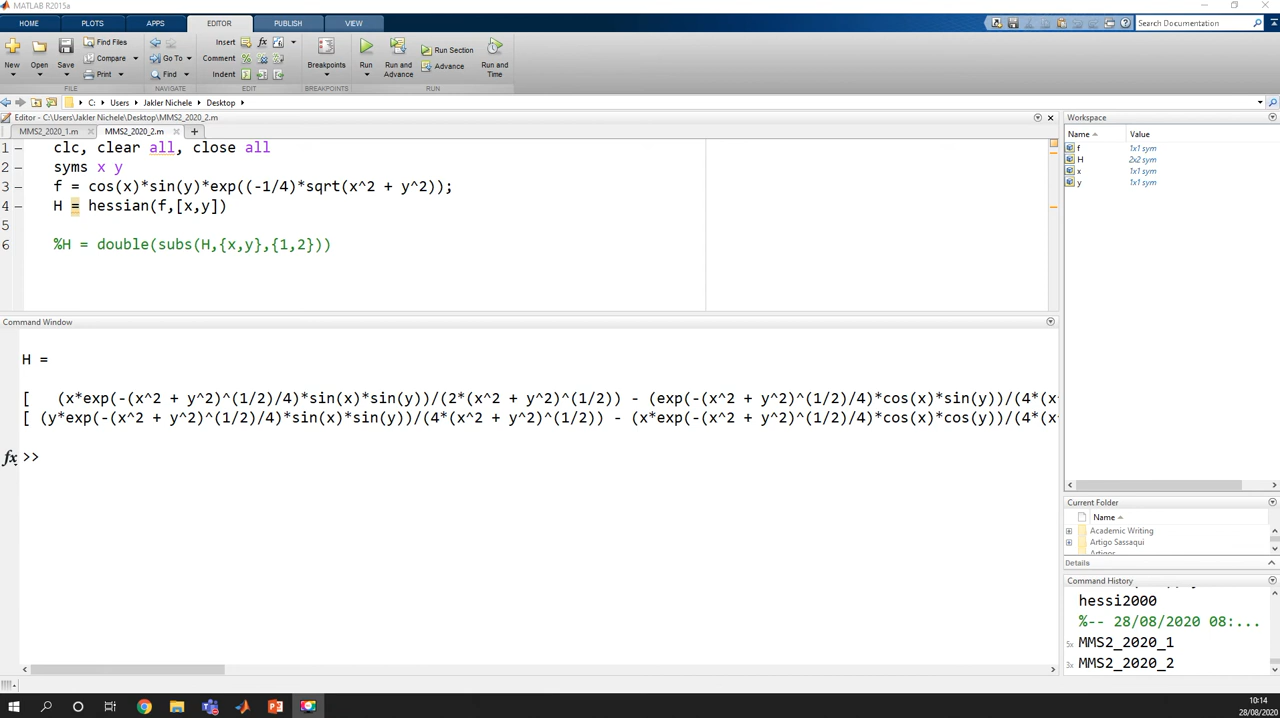 MATLAB R2015a
HOME PLOTS APPS EDITOR PUBLISH VIEW Search Documentation
New Open Save Find Files Compare Print Go To Find Insert Comment Indent Breakpoints Run Run and Advance Run Section Advance Run and Time
FILE NAVIGATE EDIT BREAKPOINTS RUN
C: Users Jakler Nichele Desktop
Editor - C:\Users\Jakler Nichele\Desktop\MMS2_2020_2.m
MMS2_2020_1.m MMS2_2020_2.m
1 clc, clear all, close all
2 syms x y
3 f = cos(x)*sin(y)*exp((-1/4)*sqrt(x^2 + y^2));
4 H = hessian(f,[x,y])
5
6 %H = double(subs(H,{x,y},{1,2}))
Command Window
H =
[ (x*exp(-(x^2 + y^2)^(1/2)/4)*sin(x)*sin(y))/(2*(x^2 + y^2)^(1/2)) - (exp(-(x^2 + y^2)^(1/2)/4)*cos(x)*sin(y))/(4*(x
[ (y*exp(-(x^2 + y^2)^(1/2)/4)*sin(x)*sin(y))/(4*(x^2 + y^2)^(1/2)) - (x*exp(-(x^2 + y^2)^(1/2)/4)*cos(x)*cos(y))/(4*(x
fx >>
Workspace
Name Value
f 1x1 sym
H 2x2 sym
x 1x1 sym
y 1x1 sym
Current Folder
Name
Academic Writing
Artigo Sassaqui
Artigos
Details
Command History
hessi2000
%-- 28/08/2020 08:...
5x MMS2_2020_1
3x MMS2_2020_2
10:14
28/08/2020